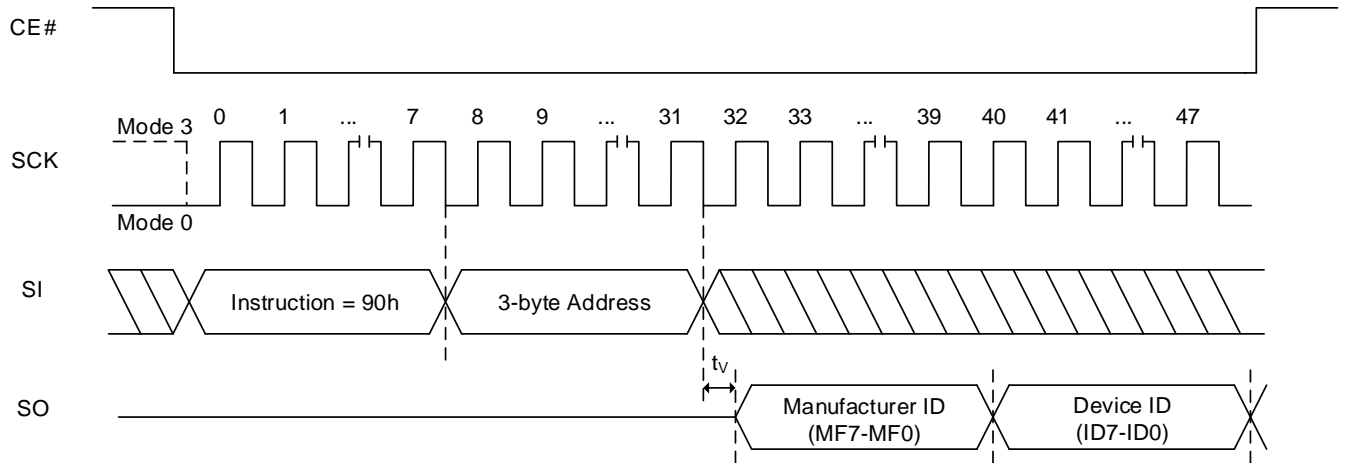 CE#
0 1 ... 7 8 9 ... 31 32 33 ... 39 40 41 ... 47
Mode 3
SCK
Mode 0
SI
Instruction = 90h
3-byte Address
tV
SO
Manufacturer ID
(MF7-MF0)
Device ID
(ID7-ID0)